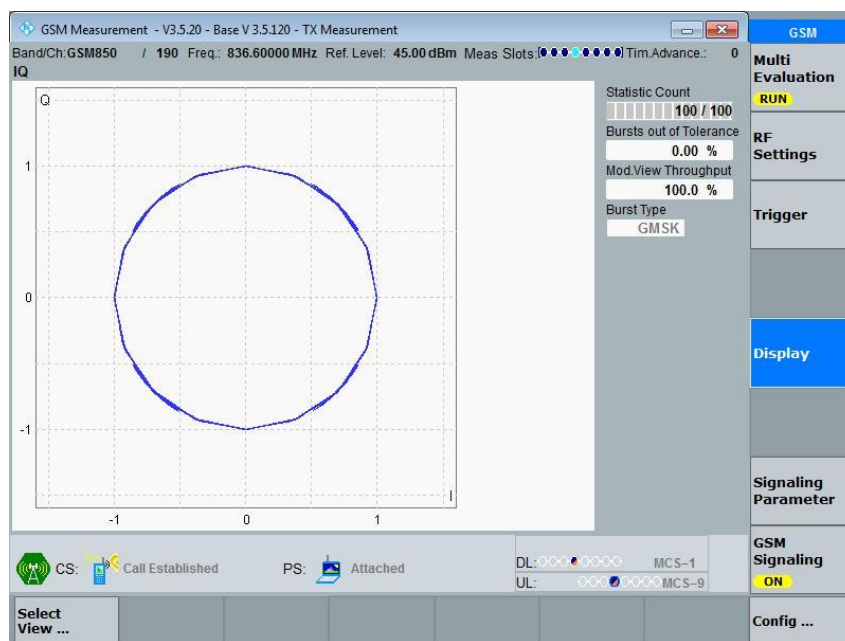 GSM Measurement - V3.5.20 - Base V 3.5.120 - TX Measurement
GSM
Band/Ch: GSM850 / 190 Freq.: 836.60000 MHz Ref. Level: 45.00 dBm Meas Slots: Tim.Advance.: 0
IQ
Multi
Evaluation
RUN
Q
Statistic Count
100 / 100
Bursts out of Tolerance
0.00 %
Mod.View Throughput
100.0 %
Burst Type
GMSK
RF
Settings
Trigger
1
0
-1
I
-1 0 1
Display
Signaling
Parameter
GSM
Signaling
ON
CS: Call Established PS: Attached
DL: MCS-1
UL: MCS-9
Select
View ...
Config ...